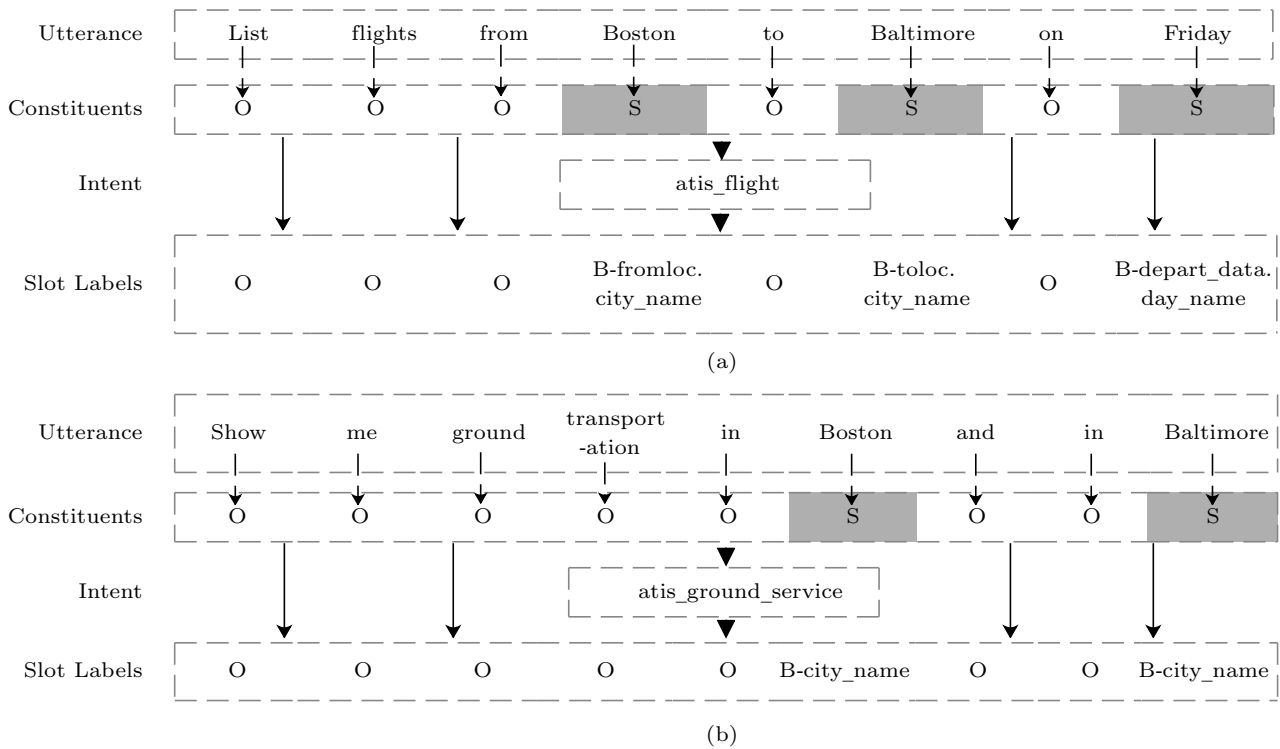 Utterance List flights from Boston to Baltimore on Friday
Constituents O O O S O S O S
Intent atis_flight
B-fromloc. B-toloc. B-depart_data.
Slot Labels O O O O O
city_name city_name day_name
(a)
transport
Utterance Show me ground in Boston and in Baltimore
-ation
Constituents O O O O O S O O S
Intent atis_ground_service
Slot Labels O O O O O B-city_name O O B-city_name
(b)